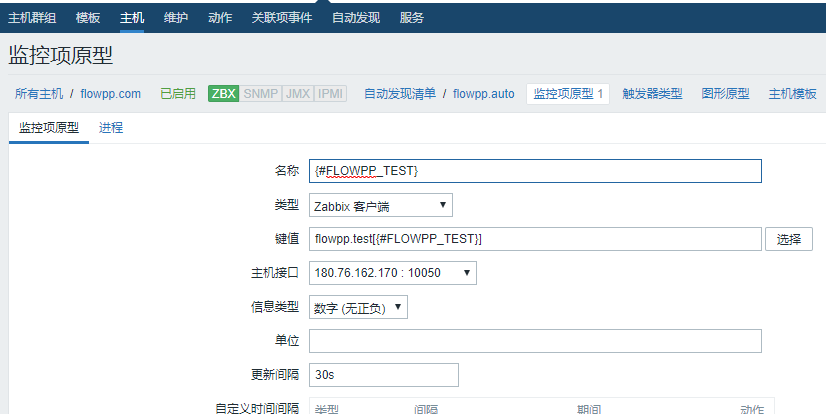 主机群组 模板 主机 维护 动作 关联项事件 自动发现 服务
监控项原型
所有主机 / flowpp.com 已启用 ZBX SNMP JMX IPMI 自动发现清单 / flowpp.auto 监控项原型 1 触发器类型 图形原型 主机模板
监控项原型 进程
名称 {#FLOWPP_TEST}
类型 Zabbix 客户端
键值 flowpp.test[{#FLOWPP_TEST}] 选择
主机接口 180.76.162.170 : 10050
信息类型 数字 (无正负)
单位
更新间隔 30s
自定义时间间隔 类型 间隔 期间 动作